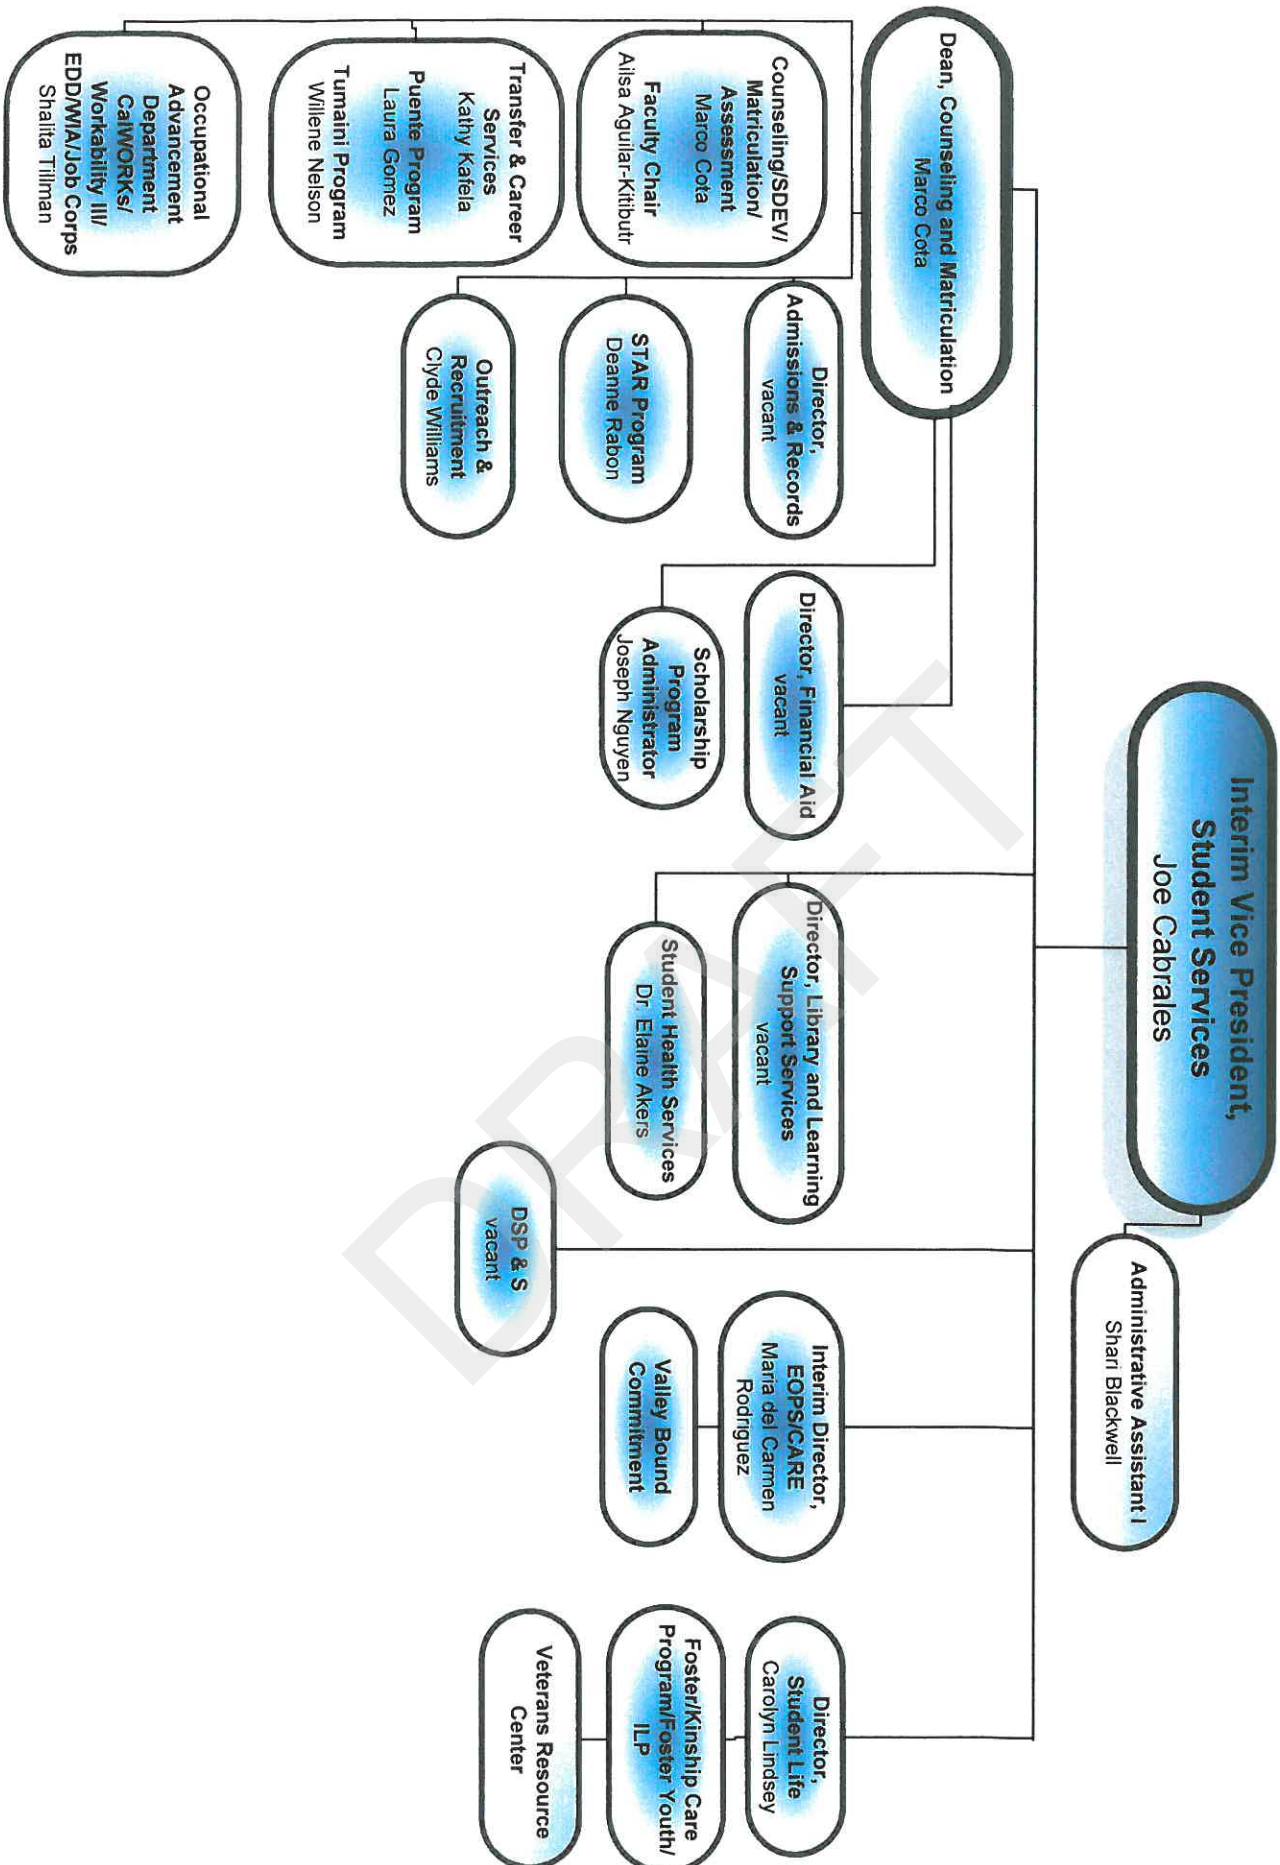 Interim Vice President,
Student Services
Joe Cabrales
Administrative Assistant I
Shari Blackwell
Dean, Counseling and Matriculation
Marco Cota
Counseling/SDEV/
Matriculation/
Assessment
Marco Cota
Faculty Chair
Ailsa Aguilar-Kitibutr
Transfer & Career
Services
Kathy Kafela
Puente Program
Laura Gomez
Tumaini Program
Willene Nelson
Occupational
Advancement
Department
CalWORKs/
Workability III/
EDD/WIA/Job Corps
Shalita Tillman
Director,
Admissions & Records
vacant
STAR Program
Deanne Rabon
Outreach &
Recruitment
Clyde Williams
Director, Financial Aid
vacant
Scholarship
Program
Administrator
Joseph Nguyen
Director, Library and Learning
Support Services
vacant
Student Health Services
Dr. Elaine Akers
DSP & S
vacant
Interim Director,
EOPS/CARE
Maria del Carmen
Rodriguez
Valley Bound
Commitment
Director,
Student Life
Carolyn Lindsey
Foster/Kinship Care
Program/Foster Youth/
ILP
Veterans Resource
Center
DRAFT